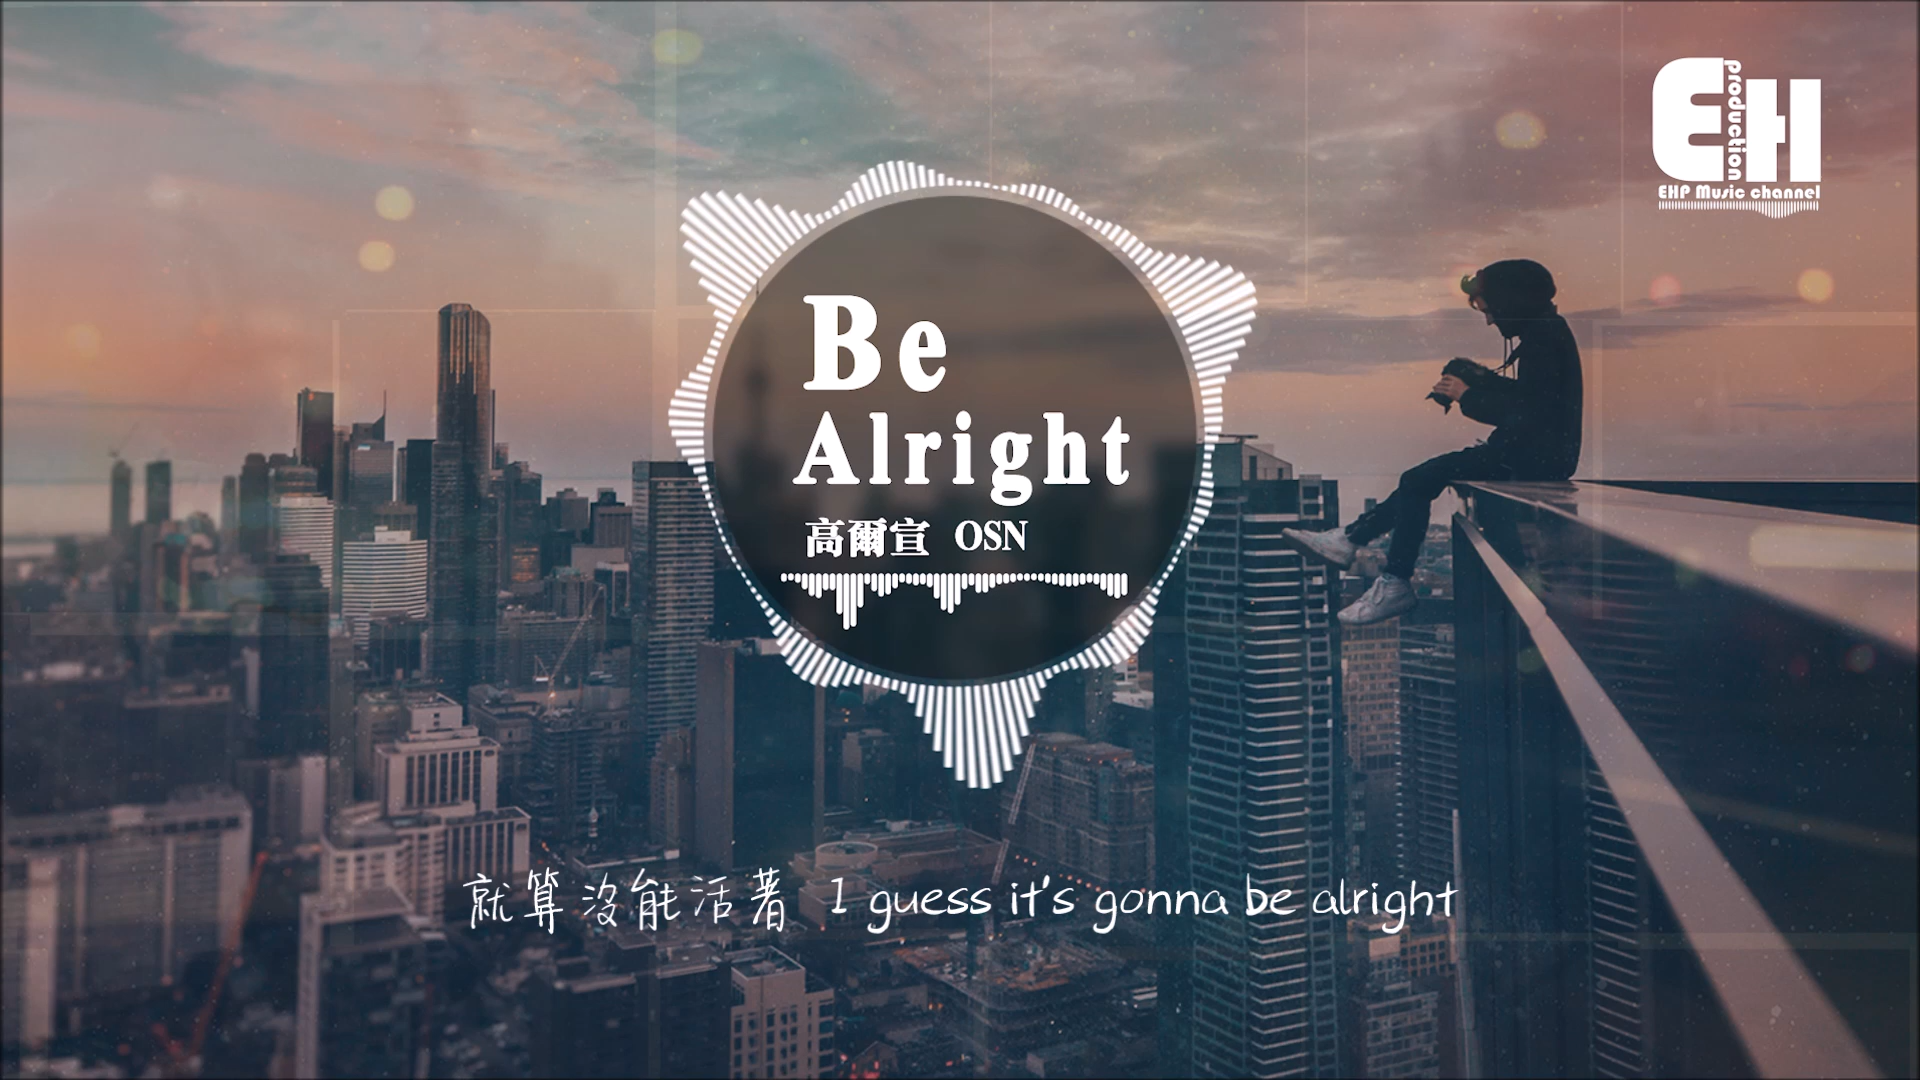 EH
production
EHP Music channel
Be
Alright
高爾宣 OSN
就算沒能活著 I guess it's gonna be alright